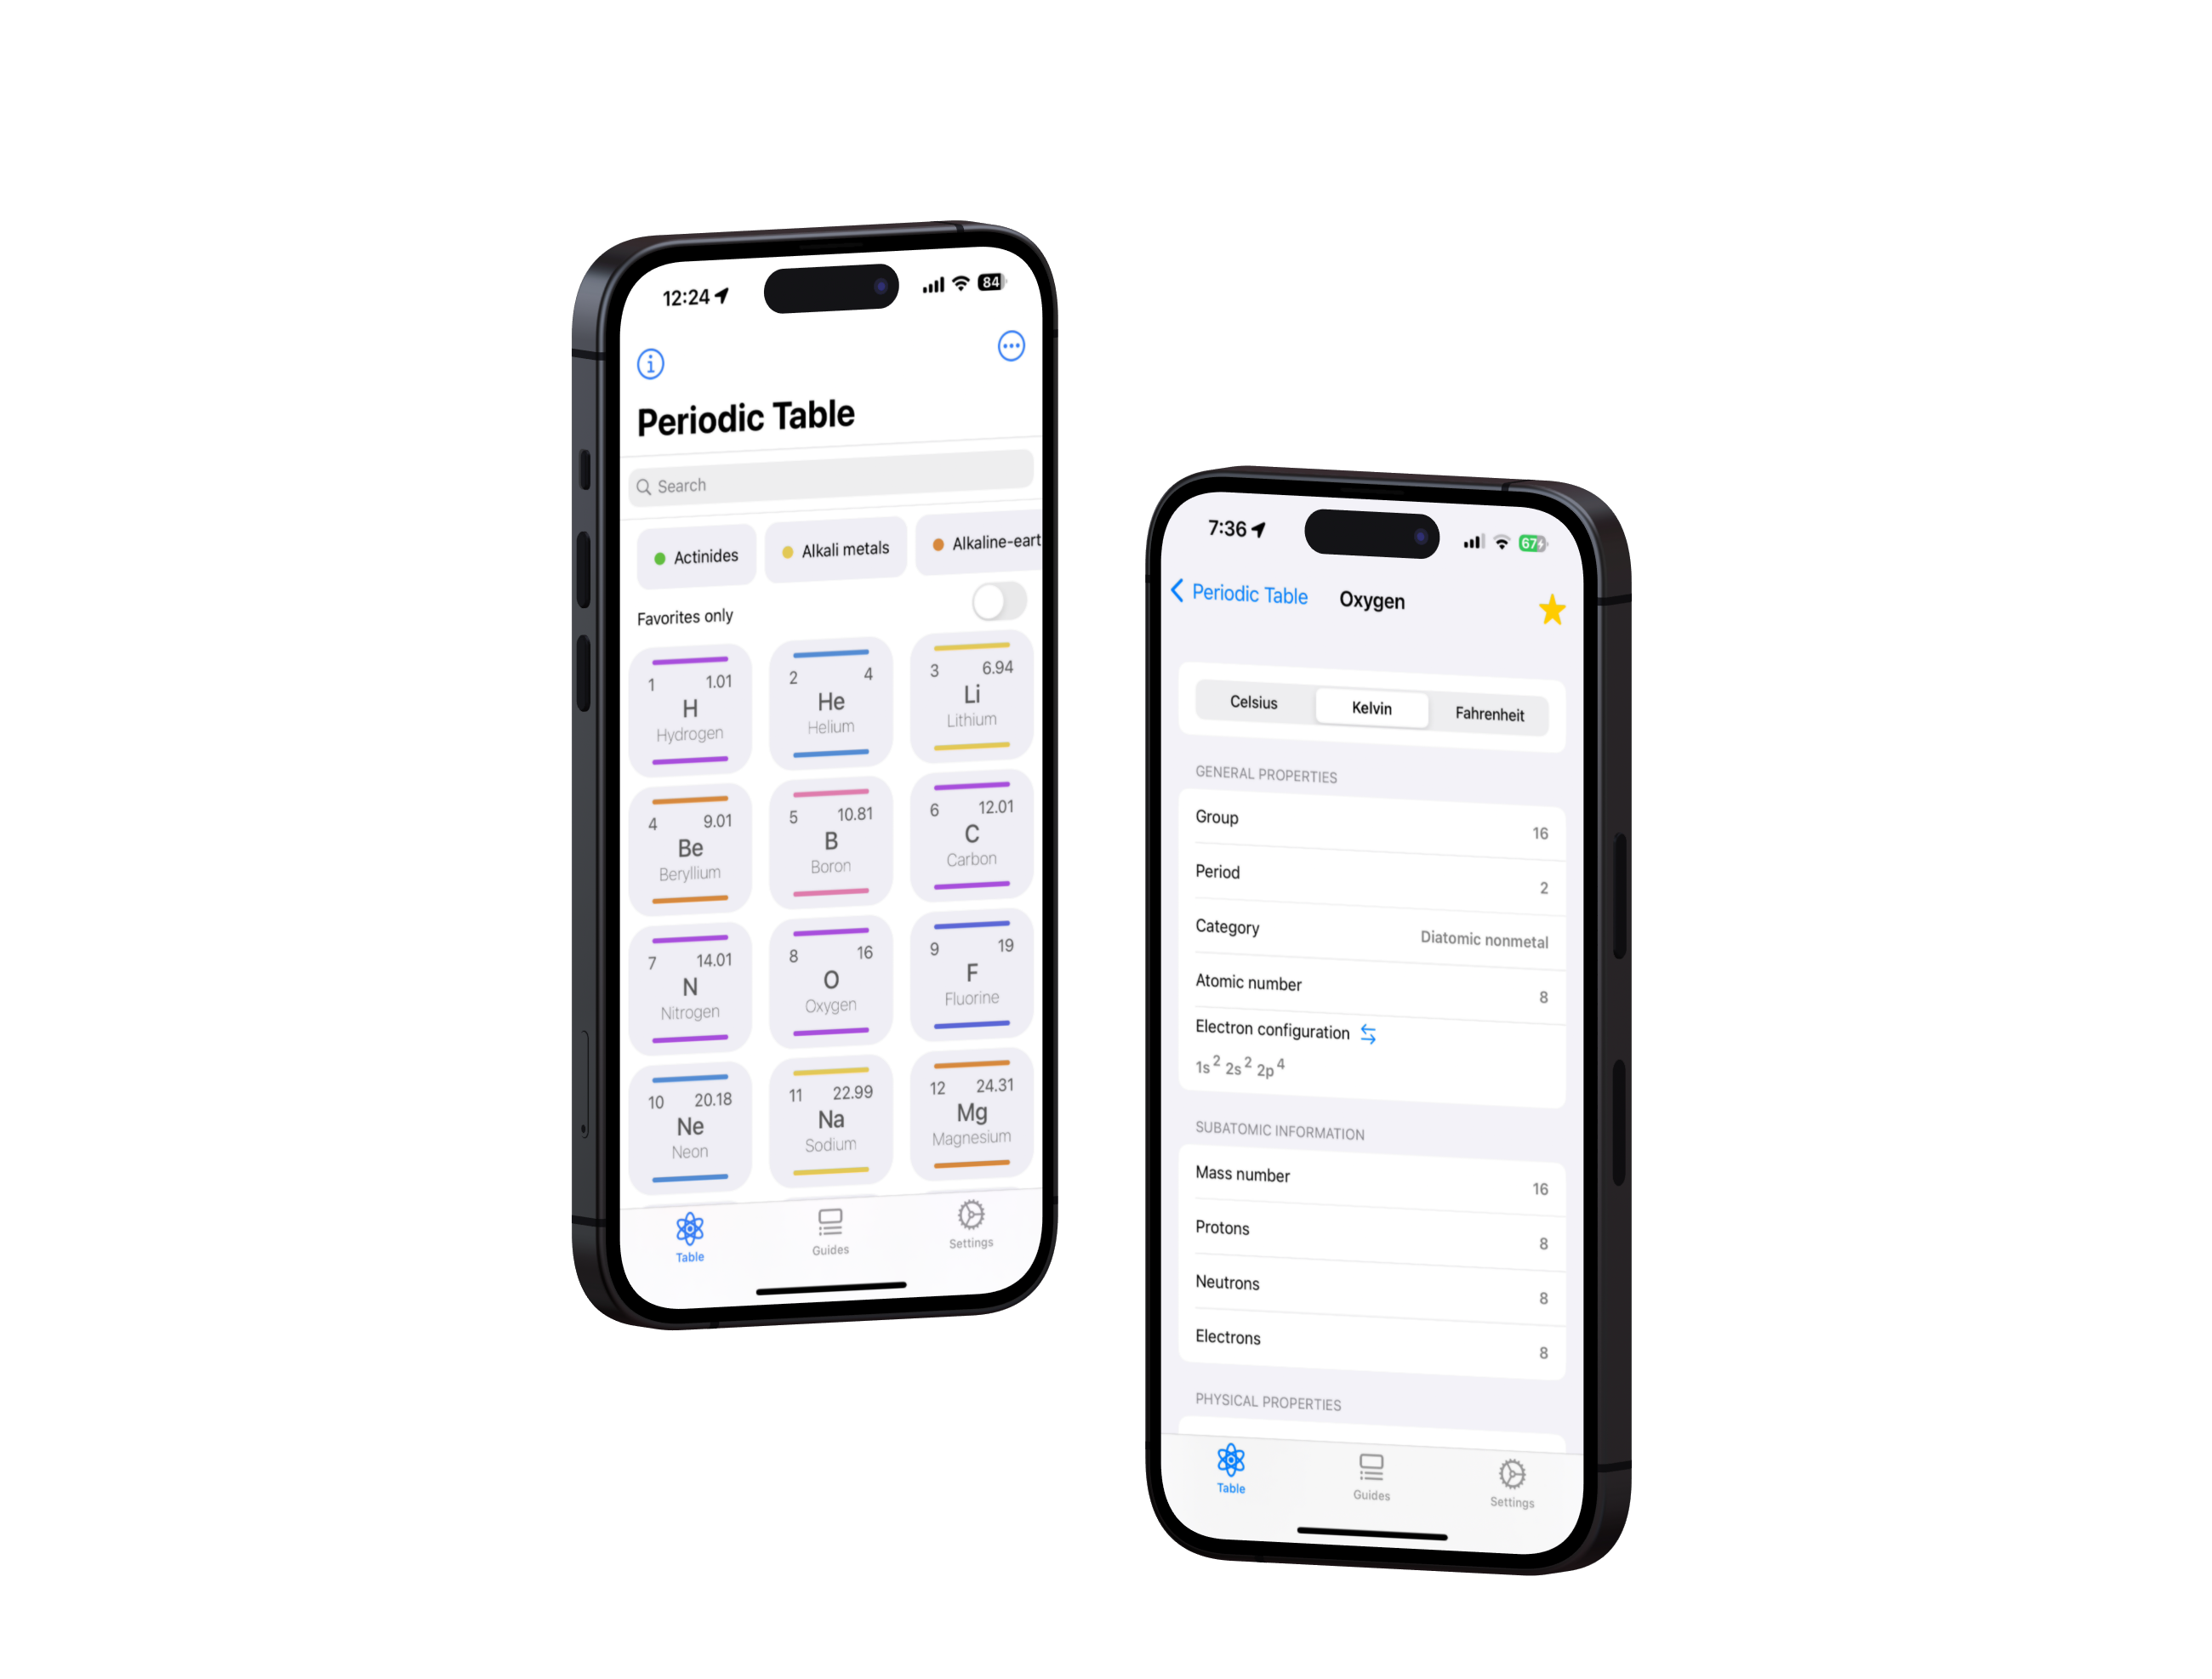 12:24
84
Periodic Table
Search
Actinides
Alkali metals
Alkaline-eart
Favorites only
1 1.01
H
Hydrogen
2 4
He
Helium
3 6.94
Li
Lithium
4 9.01
Be
Beryllium
5 10.81
B
Boron
6 12.01
C
Carbon
7 14.01
N
Nitrogen
8 16
O
Oxygen
9 19
F
Fluorine
10 20.18
Ne
Neon
11 22.99
Na
Sodium
12 24.31
Mg
Magnesium
Table
Guides
Settings
7:36
67
Periodic Table
Oxygen
Celsius
Kelvin
Fahrenheit
GENERAL PROPERTIES
Group 16
Period 2
Category Diatomic nonmetal
Atomic number 8
Electron configuration
1s 2 2s 2 2p 4
SUBATOMIC INFORMATION
Mass number 16
Protons 8
Neutrons 8
Electrons 8
PHYSICAL PROPERTIES
Table
Guides
Settings